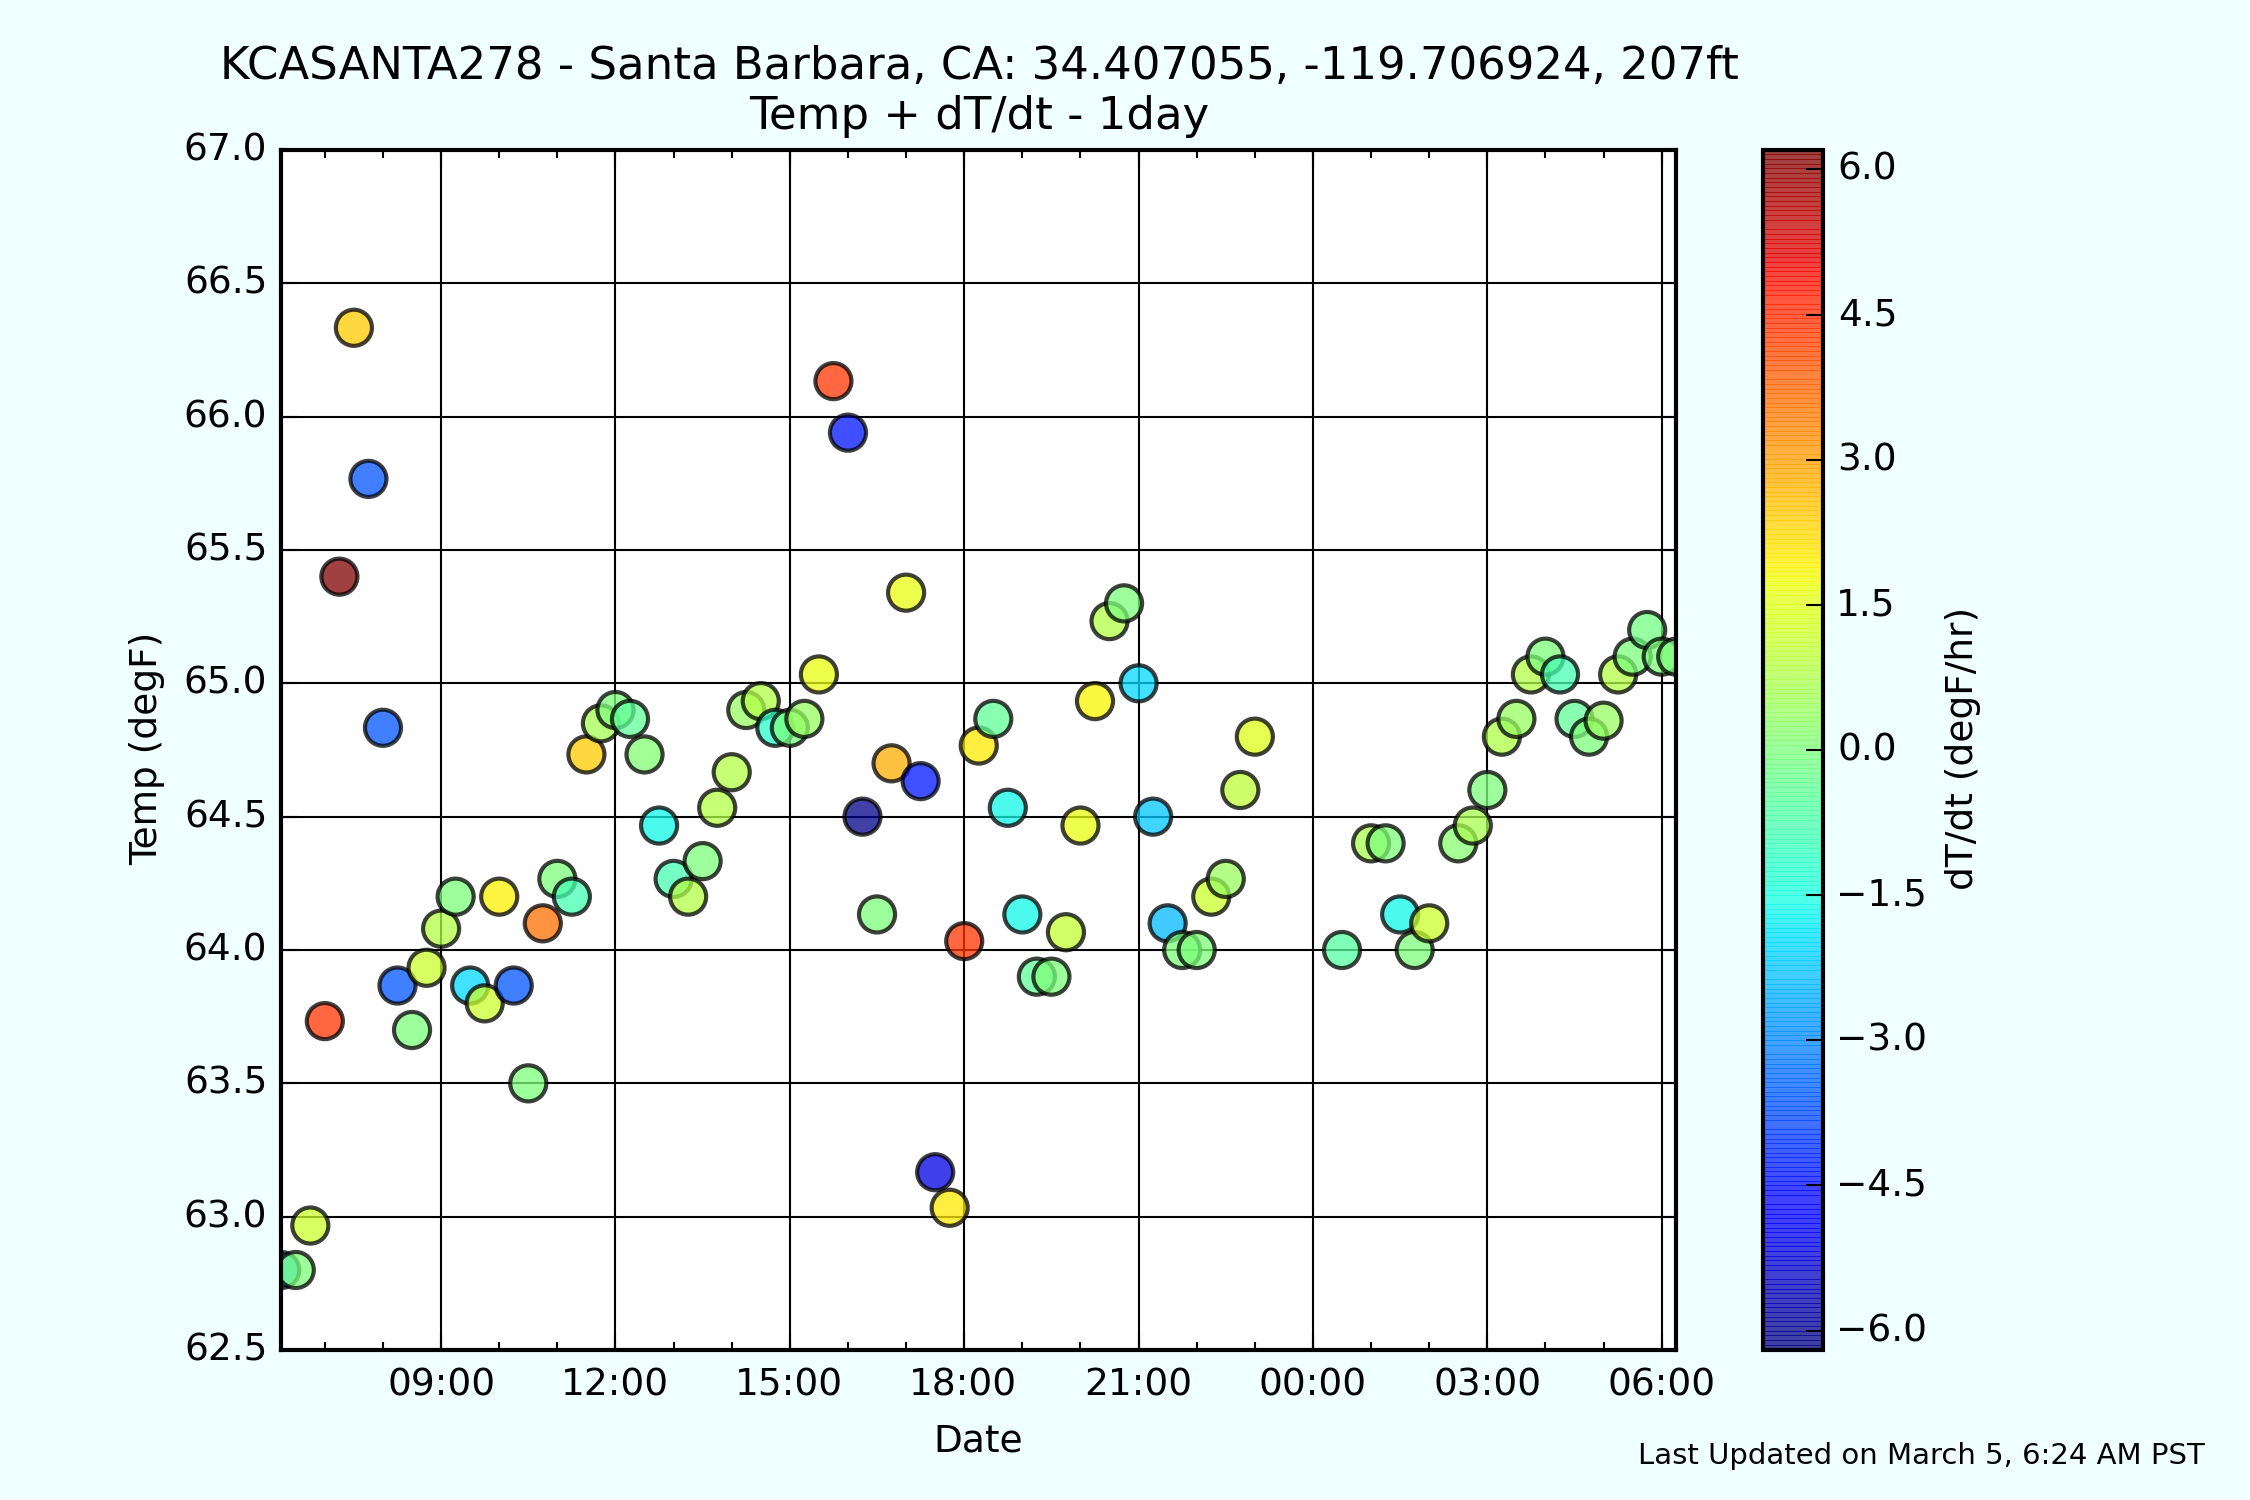 KCASANTA278 - Santa Barbara, CA: 34.407055, -119.706924, 207ft
Temp + dT/dt - 1day
67.0
66.5
66.0
65.5
65.0
64.5
64.0
63.5
63.0
62.5
Temp (degF)
09:00 12:00 15:00 18:00 21:00 00:00 03:00 06:00
Date
6.0
4.5
3.0
1.5
0.0
−1.5
−3.0
−4.5
−6.0
dT/dt (degF/hr)
Last Updated on March 5, 6:24 AM PST